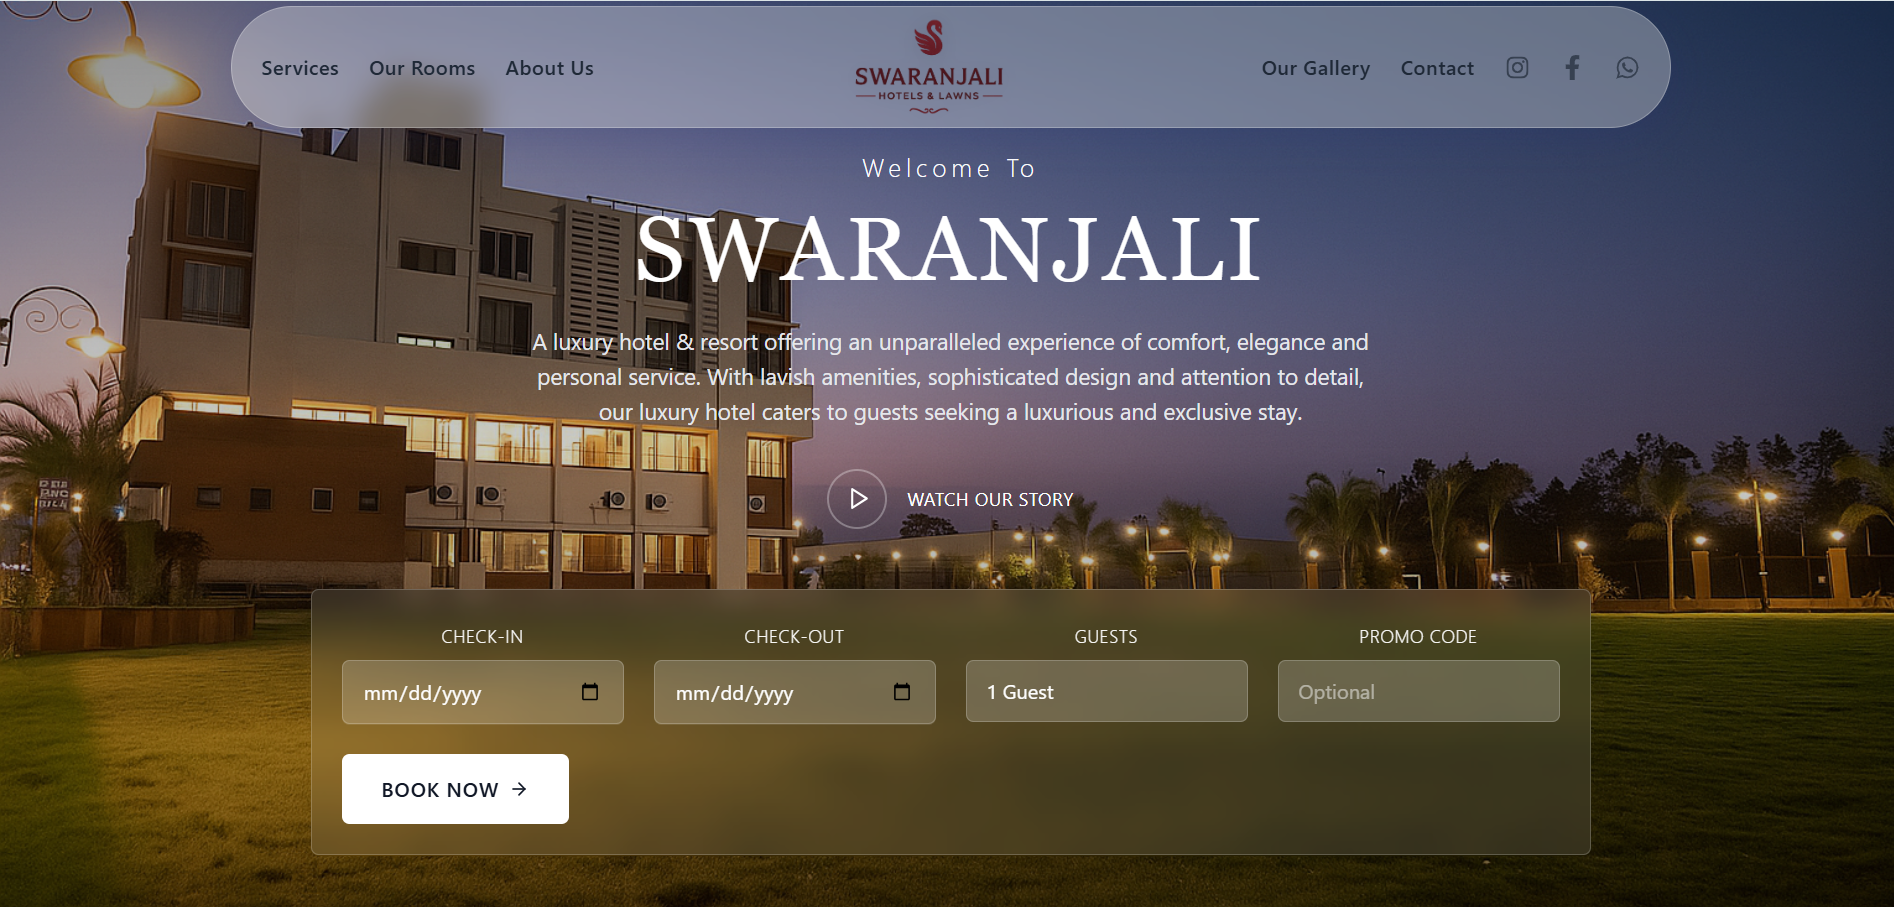 Services
Our Rooms
About Us
SWARANJALI
HOTELS & LAWNS
Our Gallery
Contact
Welcome To
SWARANJALI
A luxury hotel & resort offering an unparalleled experience of comfort, elegance and
personal service. With lavish amenities, sophisticated design and attention to detail,
our luxury hotel caters to guests seeking a luxurious and exclusive stay.
WATCH OUR STORY
CHECK-IN
CHECK-OUT
GUESTS
PROMO CODE
mm/dd/yyyy
mm/dd/yyyy
1 Guest
Optional
BOOK NOW →